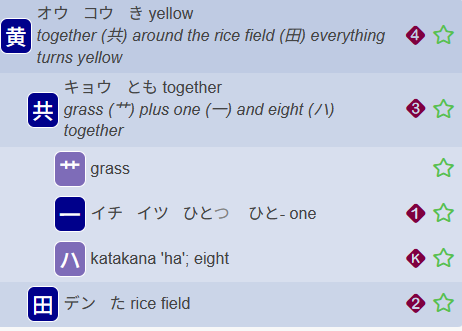 黄 オウ　コウ　き yellow
together (共) around the rice field (田) everything 4
turns yellow
共 キョウ　とも together
grass (艹) plus one (一) and eight (ハ) 3
together
艹 grass
一 イチ　イツ　ひとつ　ひと- one 1
ハ katakana 'ha'; eight K
田 デン　た rice field 2